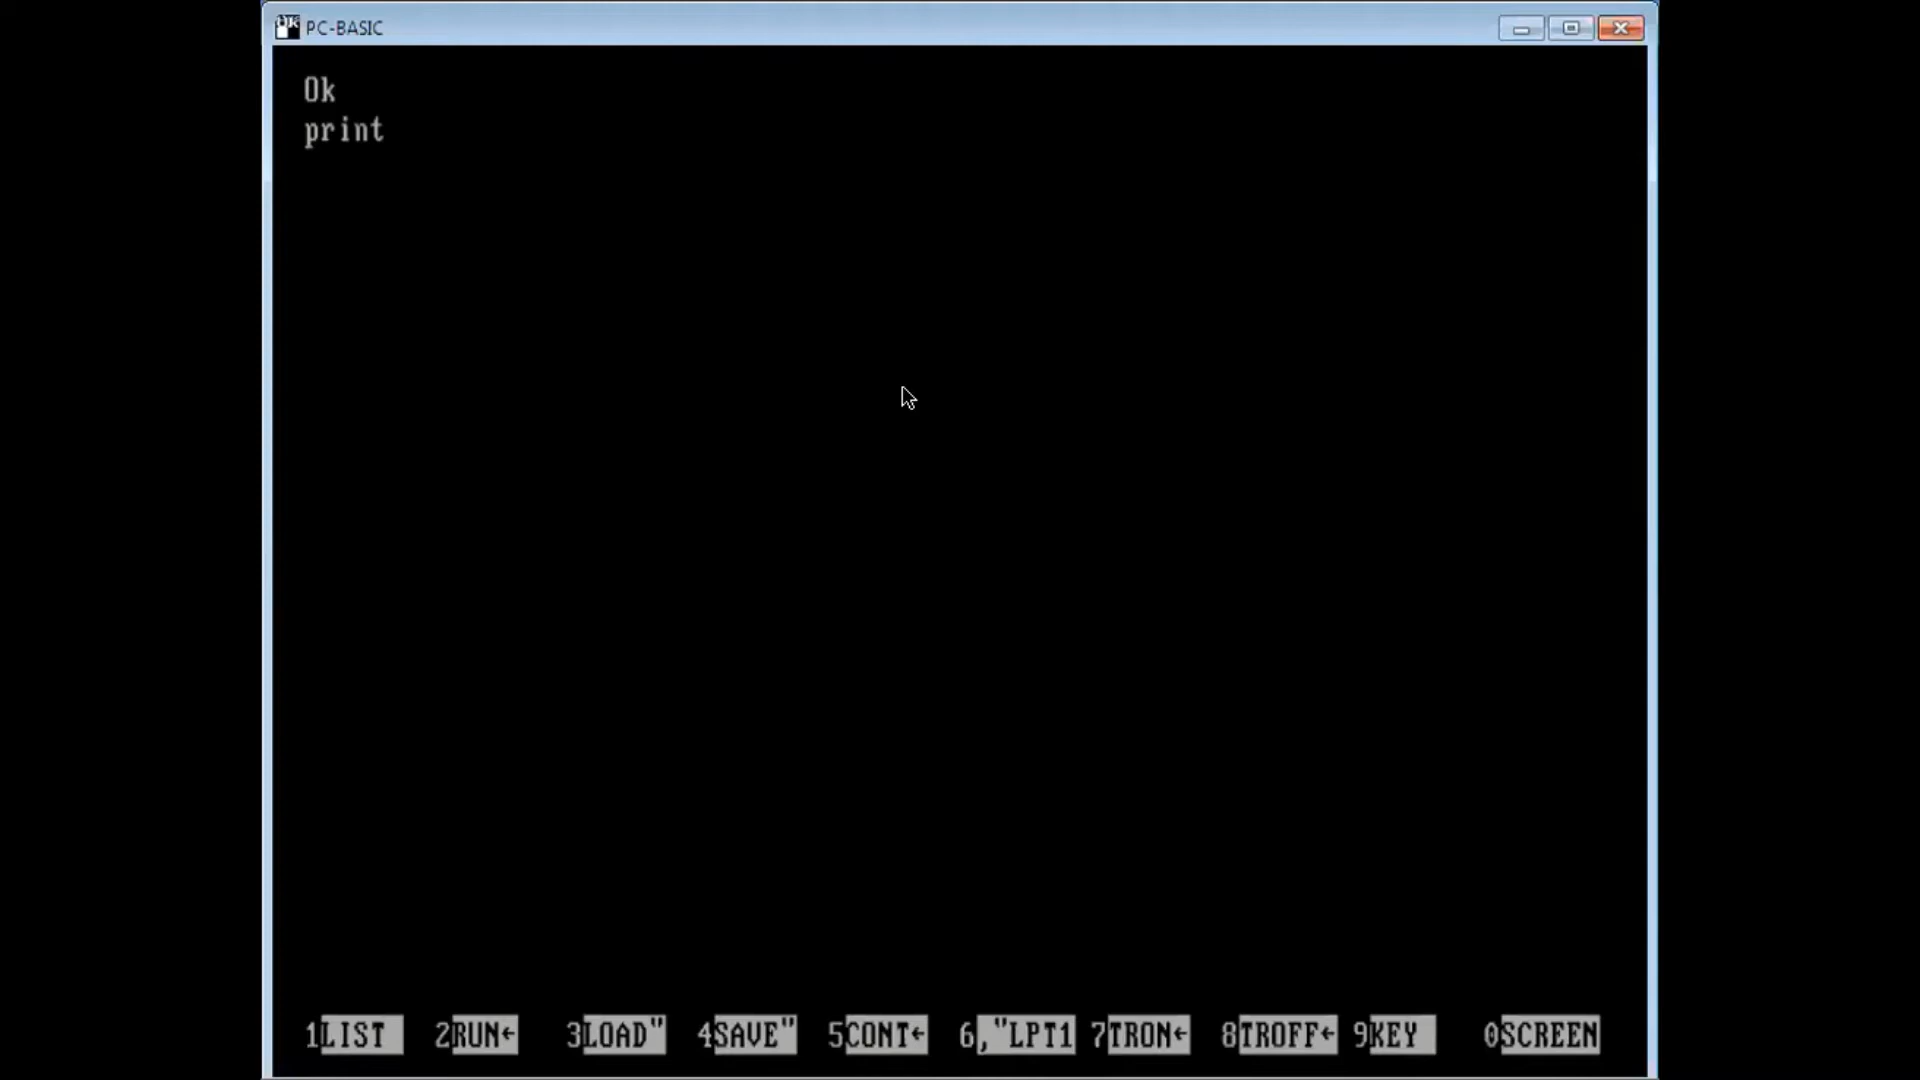 PC-BASIC
Ok
print
1LIST 2RUN← 3LOAD" 4SAVE" 5CONT← 6,"LPT1 7TRON← 8TROFF← 9KEY 0SCREEN